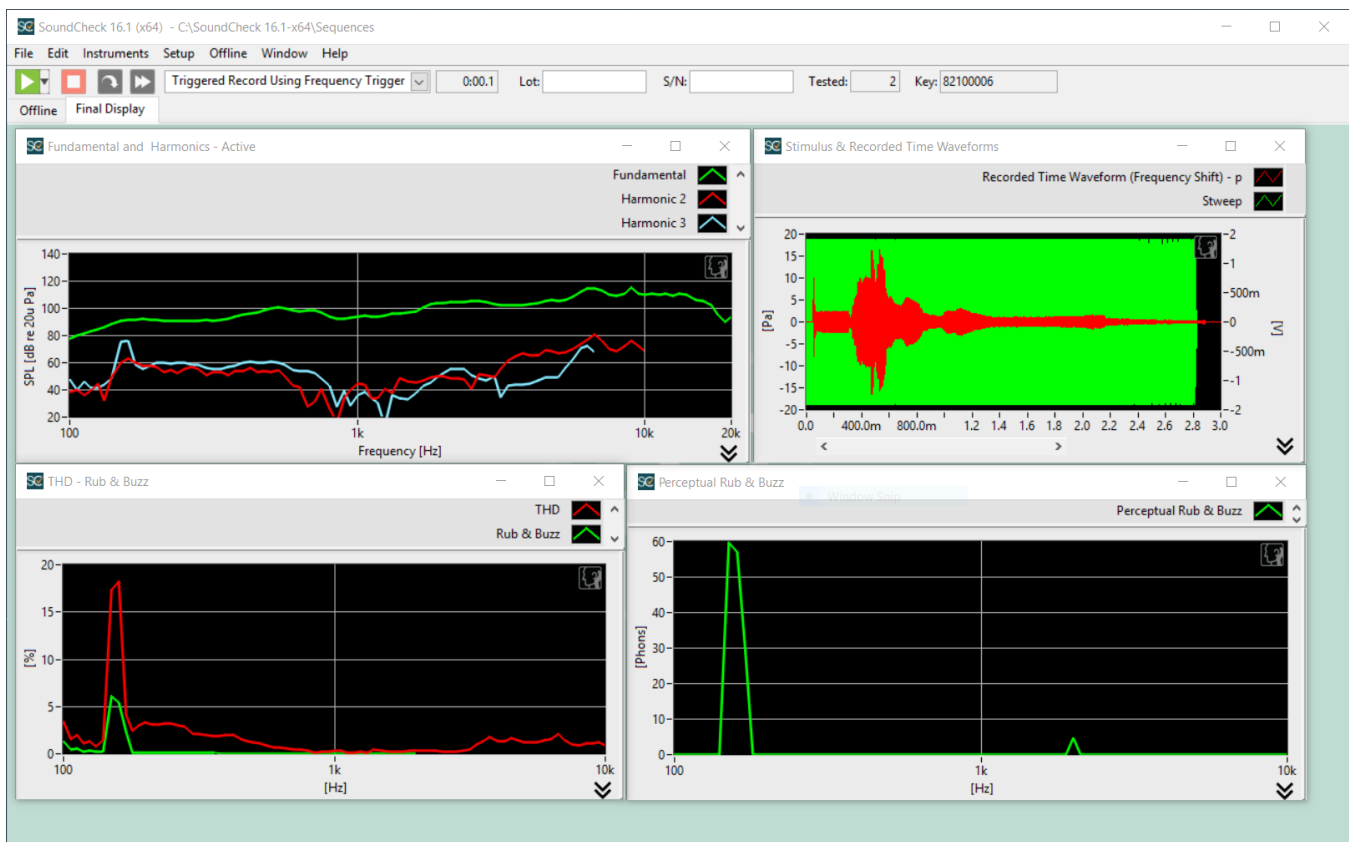 SC SoundCheck 16.1 (x64) - C:\SoundCheck 16.1-x64\Sequences
File Edit Instruments Setup Offline Window Help
Triggered Record Using Frequency Trigger 0:00.1 Lot: S/N: Tested: 2 Key: 82100006
Offline Final Display
SC Fundamental and Harmonics - Active
Fundamental
Harmonic 2
Harmonic 3
140
120
100
80
60
40
20
SPL [dB re 20u Pa]
100 1k 10k 20k
Frequency [Hz]
SC Stimulus & Recorded Time Waveforms
Recorded Time Waveform (Frequency Shift) - p
Stweep
20
15
10
5
0
-5
-10
-15
-20
[Pa]
2
1
500m
0
-500m
-1
-2
[V]
0.0 400.0m 800.0m 1.2 1.4 1.6 1.8 2.0 2.2 2.4 2.6 2.8 3.0
SC THD - Rub & Buzz
THD
Rub & Buzz
20
15
10
5
0
[%]
100 1k 10k
[Hz]
SC Perceptual Rub & Buzz
Window Snip
Perceptual Rub & Buzz
60
50
40
30
20
10
0
[Phons]
100 1k 10k
[Hz]